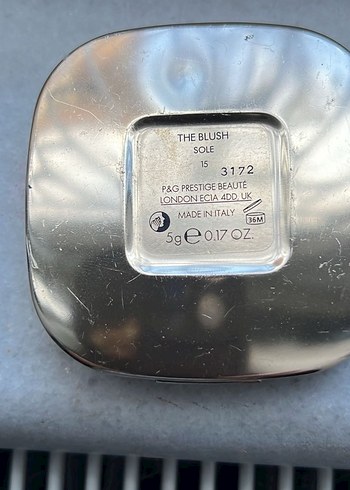 THE BLUSH
SOLE
15
3172
P&G PRESTIGE BEAUTÉ
LONDON EC1A 4DD, UK
MADE IN ITALY
36M
5g℮0.17 OZ.